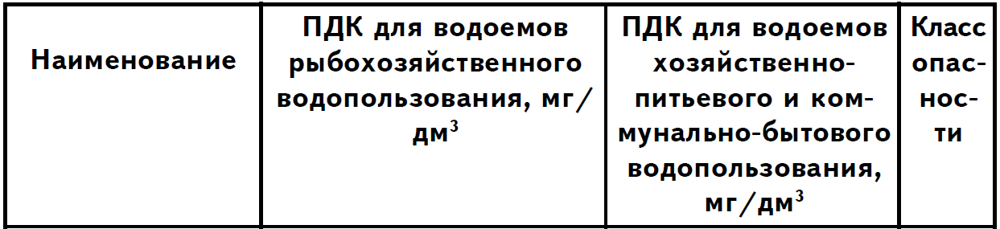 Наименование
ПДК для водоемов
рыбохозяйственного
водопользования, мг/
дм³
ПДК для водоемов
хозяйственно-
питьевого и ком-
мунально-бытового
водопользования,
мг/дм³
Класс
опас-
нос-
ти